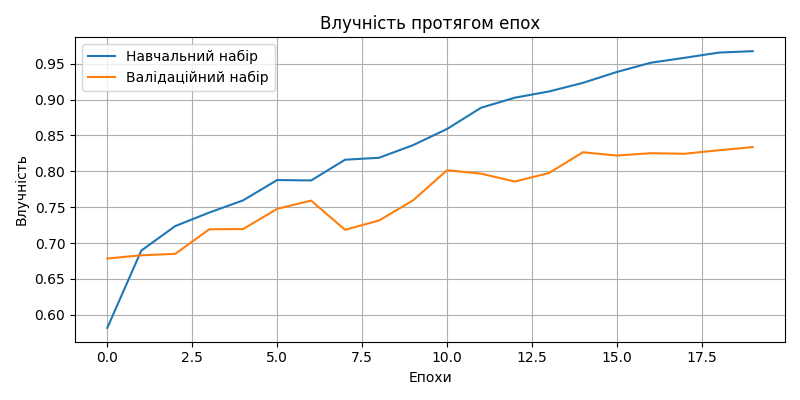 Влучність протягом епох
Навчальний набір
Валідаційний набір
Влучність
0.95
0.90
0.85
0.80
0.75
0.70
0.65
0.60
0.0 2.5 5.0 7.5 10.0 12.5 15.0 17.5
Епохи